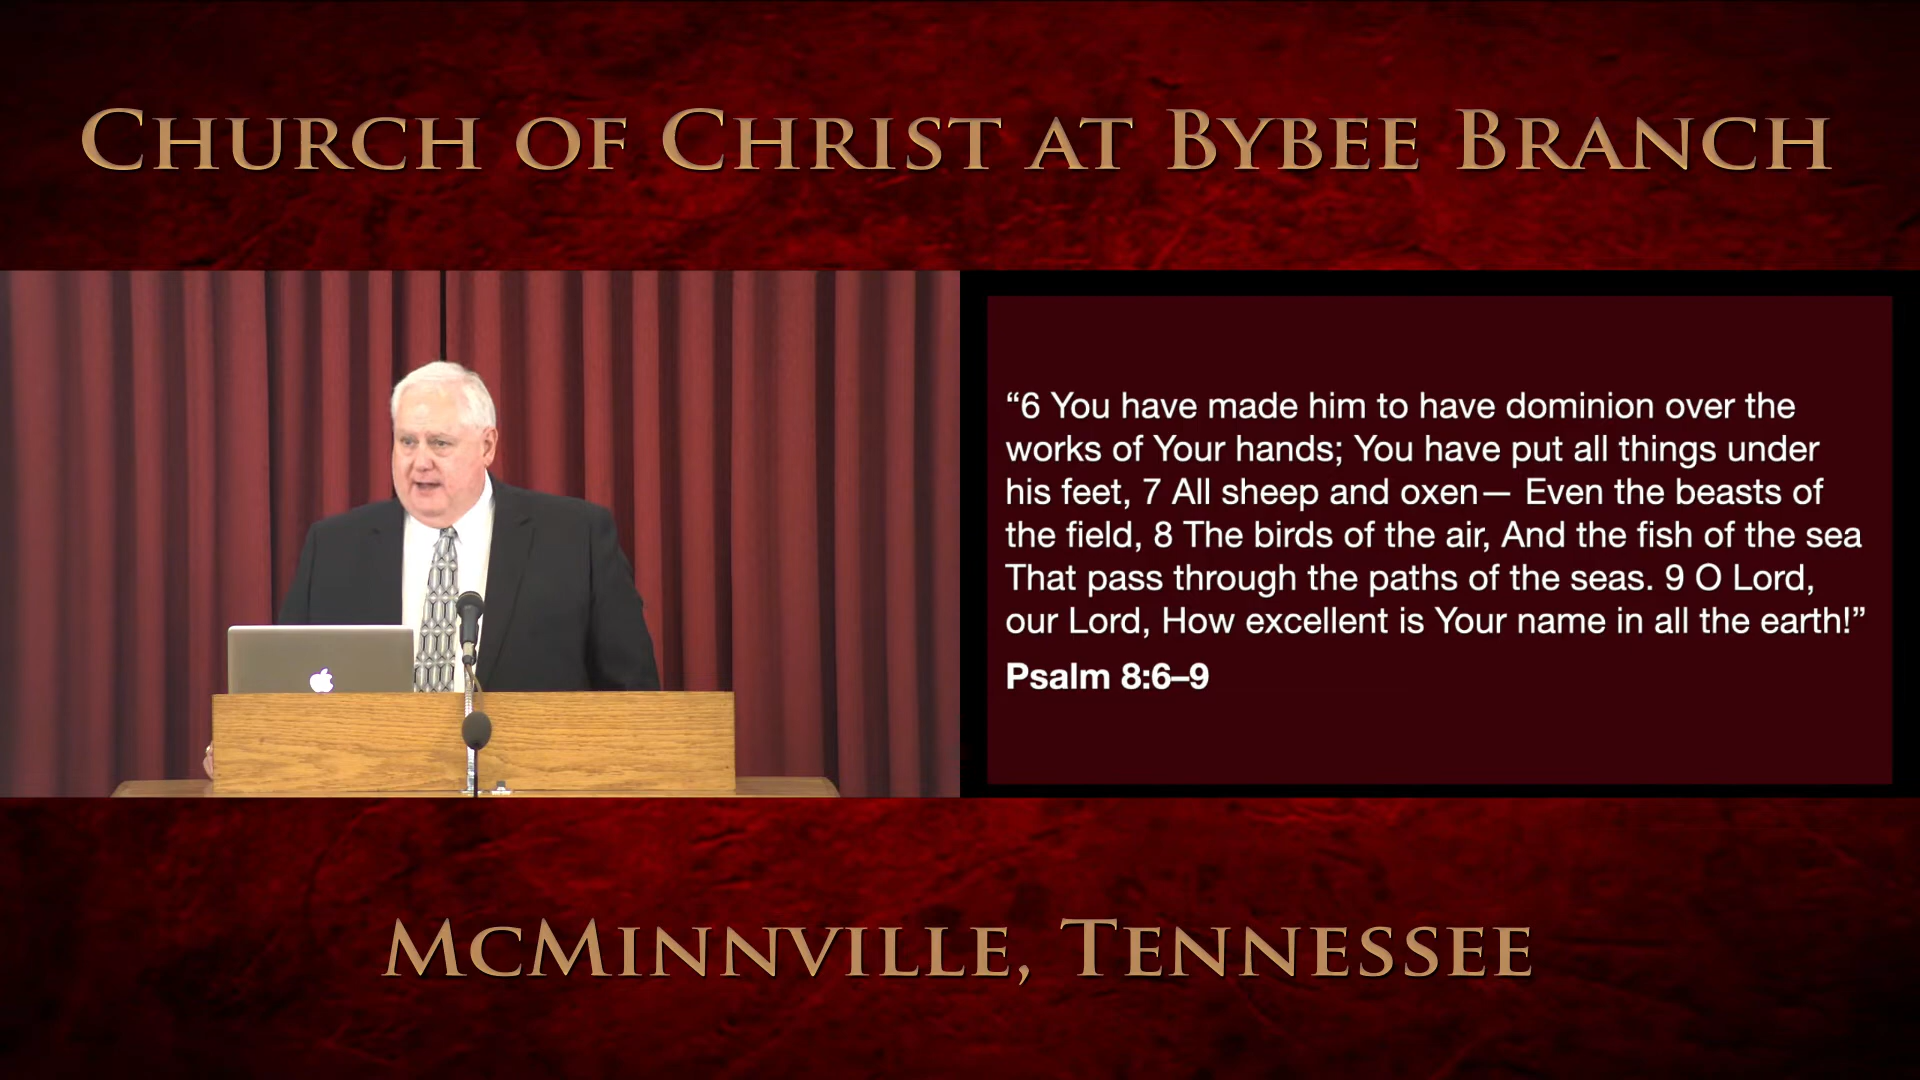 Church of Christ at Bybee Branch
“6 You have made him to have dominion over the
works of Your hands; You have put all things under
his feet, 7 All sheep and oxen— Even the beasts of
the field, 8 The birds of the air, And the fish of the sea
That pass through the paths of the seas. 9 O Lord,
our Lord, How excellent is Your name in all the earth!”
Psalm 8:6–9
McMinnville, Tennessee